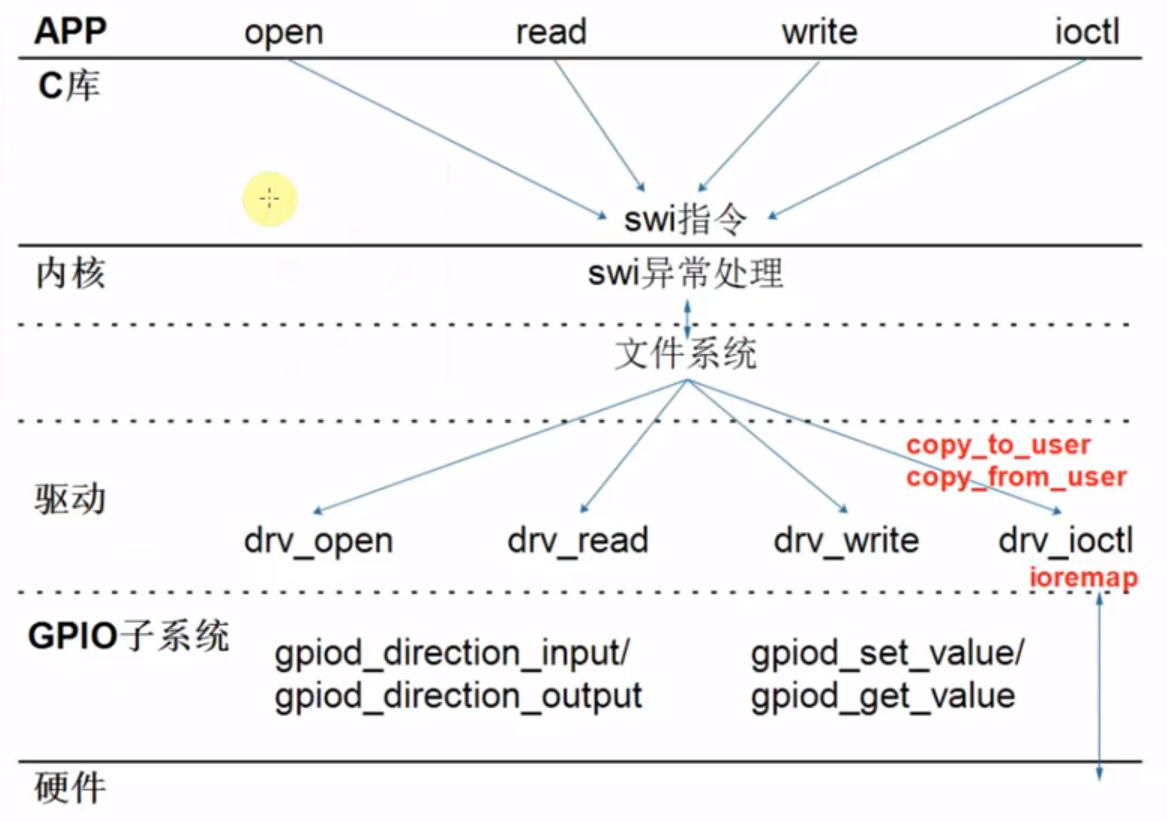 APP open read write ioctl
C库
swi指令
内核 swi异常处理
文件系统
copy_to_user
copy_from_user
驱动
drv_open drv_read drv_write drv_ioctl
ioremap
GPIO子系统
gpiod_direction_input/ gpiod_set_value/
gpiod_direction_output gpiod_get_value
硬件